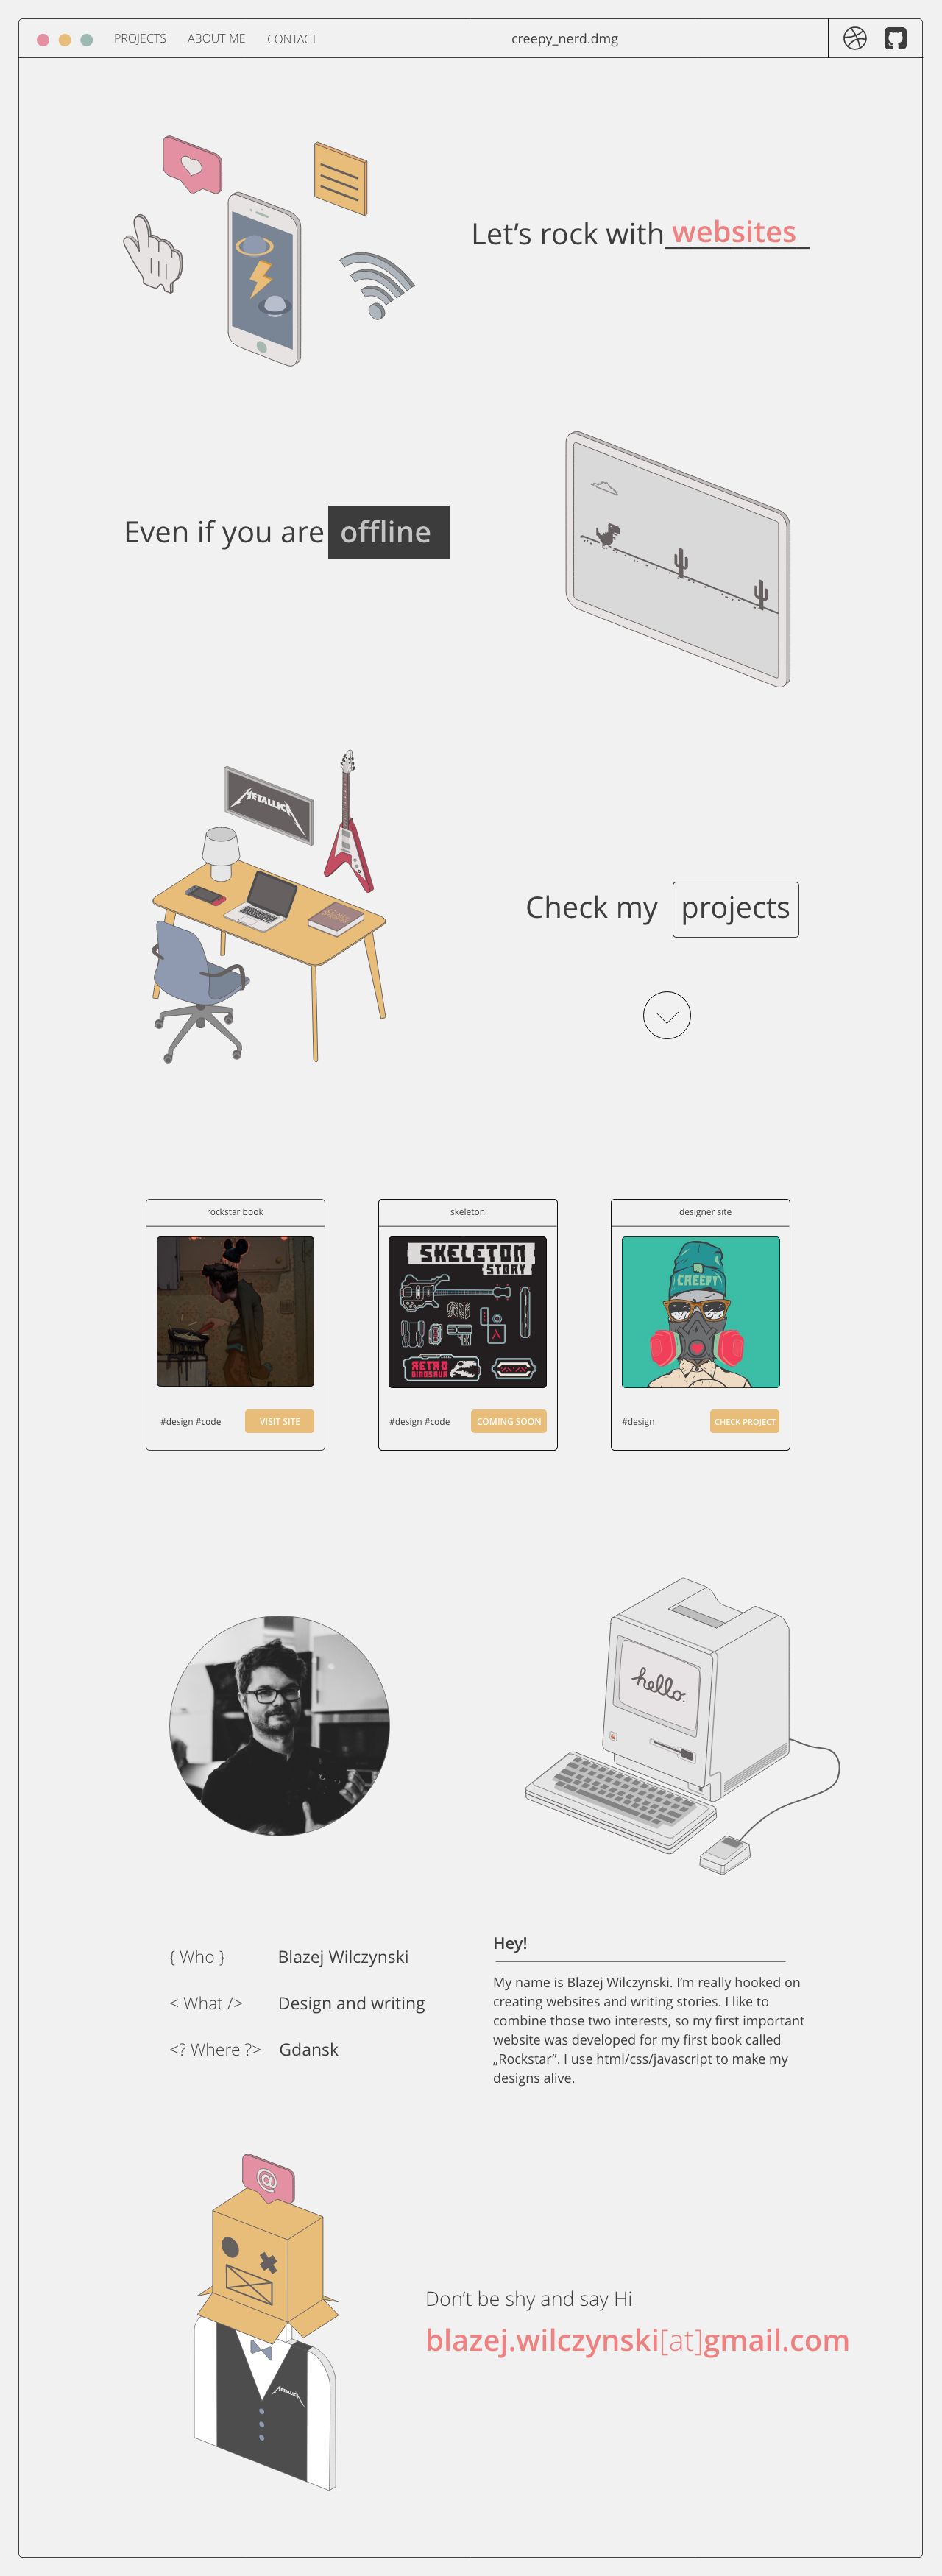 PROJECTS ABOUT ME CONTACT creepy_nerd.dmg
Let’s rock with websites
Even if you are offline
METALLICA
Check my projects
rockstar book
skeleton
designer site
SKELETON
STORY
RETRO
DINOSAUR
CREEPY
#design #code VISIT SITE
#design #code COMING SOON
#design CHECK PROJECT
hello.
{ Who } Blazej Wilczynski
< What /> Design and writing
<? Where ?> Gdansk
Hey!
My name is Blazej Wilczynski. I’m really hooked on
creating websites and writing stories. I like to
combine those two interests, so my first important
website was developed for my first book called
„Rockstar”. I use html/css/javascript to make my
designs alive.
@
Don’t be shy and say Hi
blazej.wilczynski[at]gmail.com
METALLICA